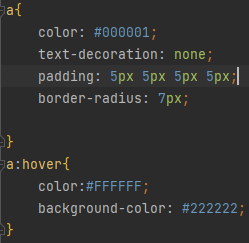 a{
color: #000001;
text-decoration: none;
padding: 5px 5px 5px 5px;
border-radius: 7px;
}
a:hover{
color:#FFFFFF;
background-color: #222222;
}